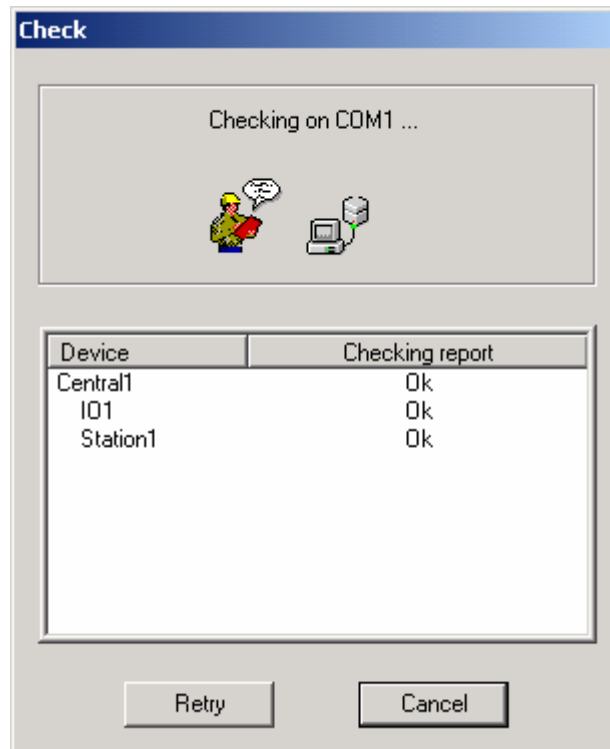 Check
Checking on COM1 ...
Device Checking report
Central1 Ok
IO1 Ok
Station1 Ok
Retry Cancel